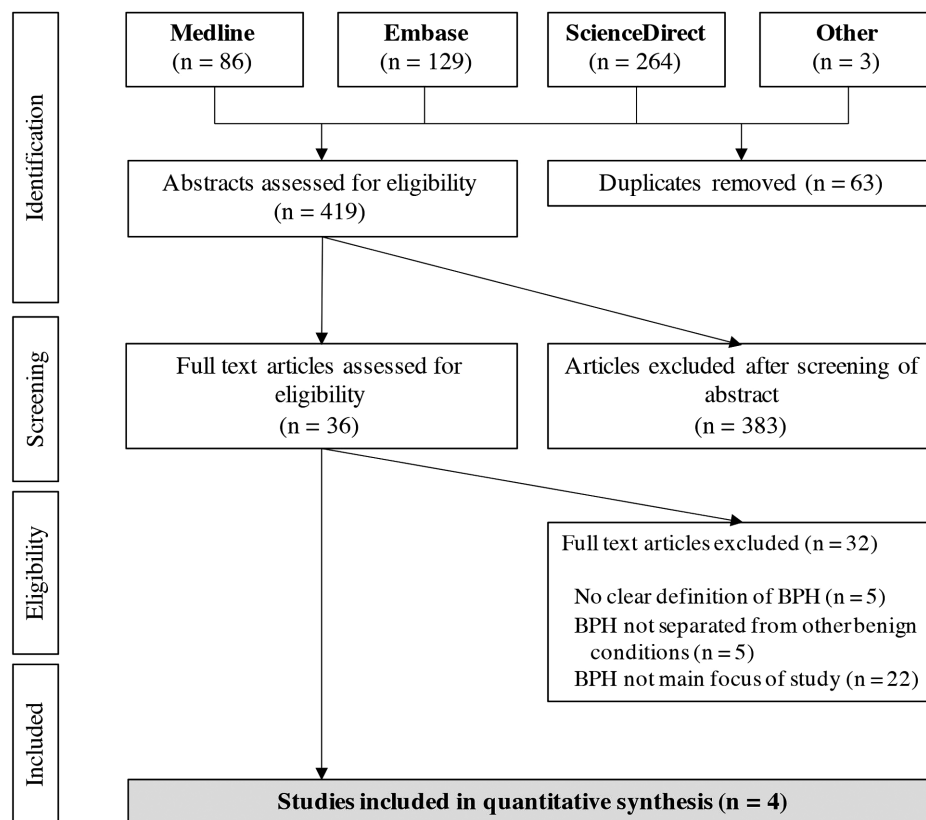 Identification
Medline
(n = 86)
Embase
(n = 129)
ScienceDirect
(n = 264)
Other
(n = 3)
Abstracts assessed for eligibility
(n = 419)
Duplicates removed (n = 63)
Screening
Full text articles assessed for
eligibility
(n = 36)
Articles excluded after screening of
abstract
(n = 383)
Eligibility
Full text articles excluded (n = 32)
No clear definition of BPH (n = 5)
BPH not separated from other benign
conditions (n = 5)
BPH not main focus of study (n = 22)
Included
Studies included in quantitative synthesis (n = 4)